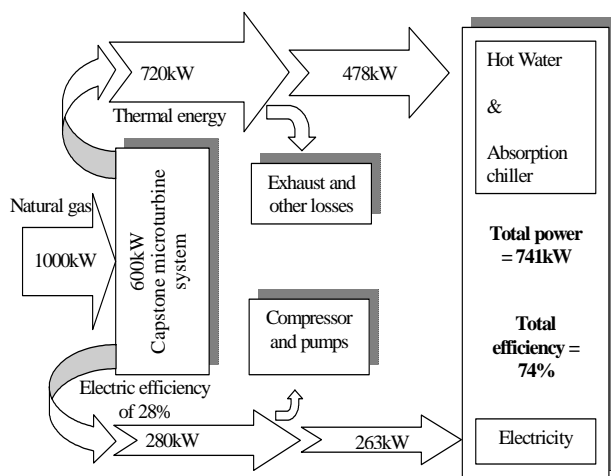 720kW
478kW
Thermal energy
Hot Water
&
Absorption
chiller
Exhaust and
other losses
Natural gas
1000kW
600kW
Capstone microturbine
system
Total power
= 741kW
Compressor
and pumps
Total
efficiency =
74%
Electric efficiency
of 28%
280kW
263kW
Electricity